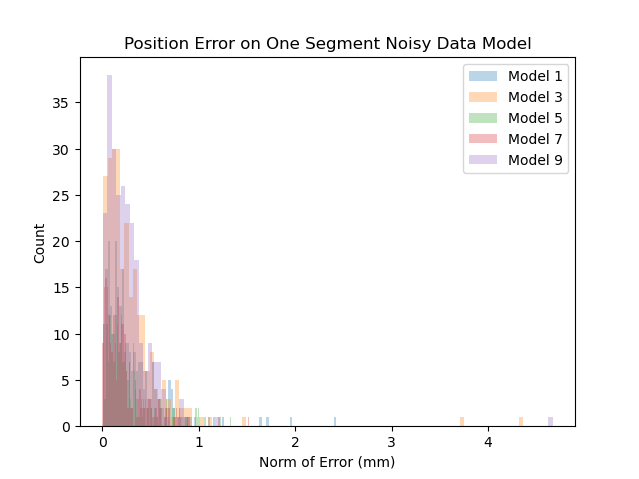 Position Error on One Segment Noisy Data Model
Model 1
Model 3
Model 5
Model 7
Model 9
35
30
25
20
15
10
5
0
Count
0 1 2 3 4
Norm of Error (mm)